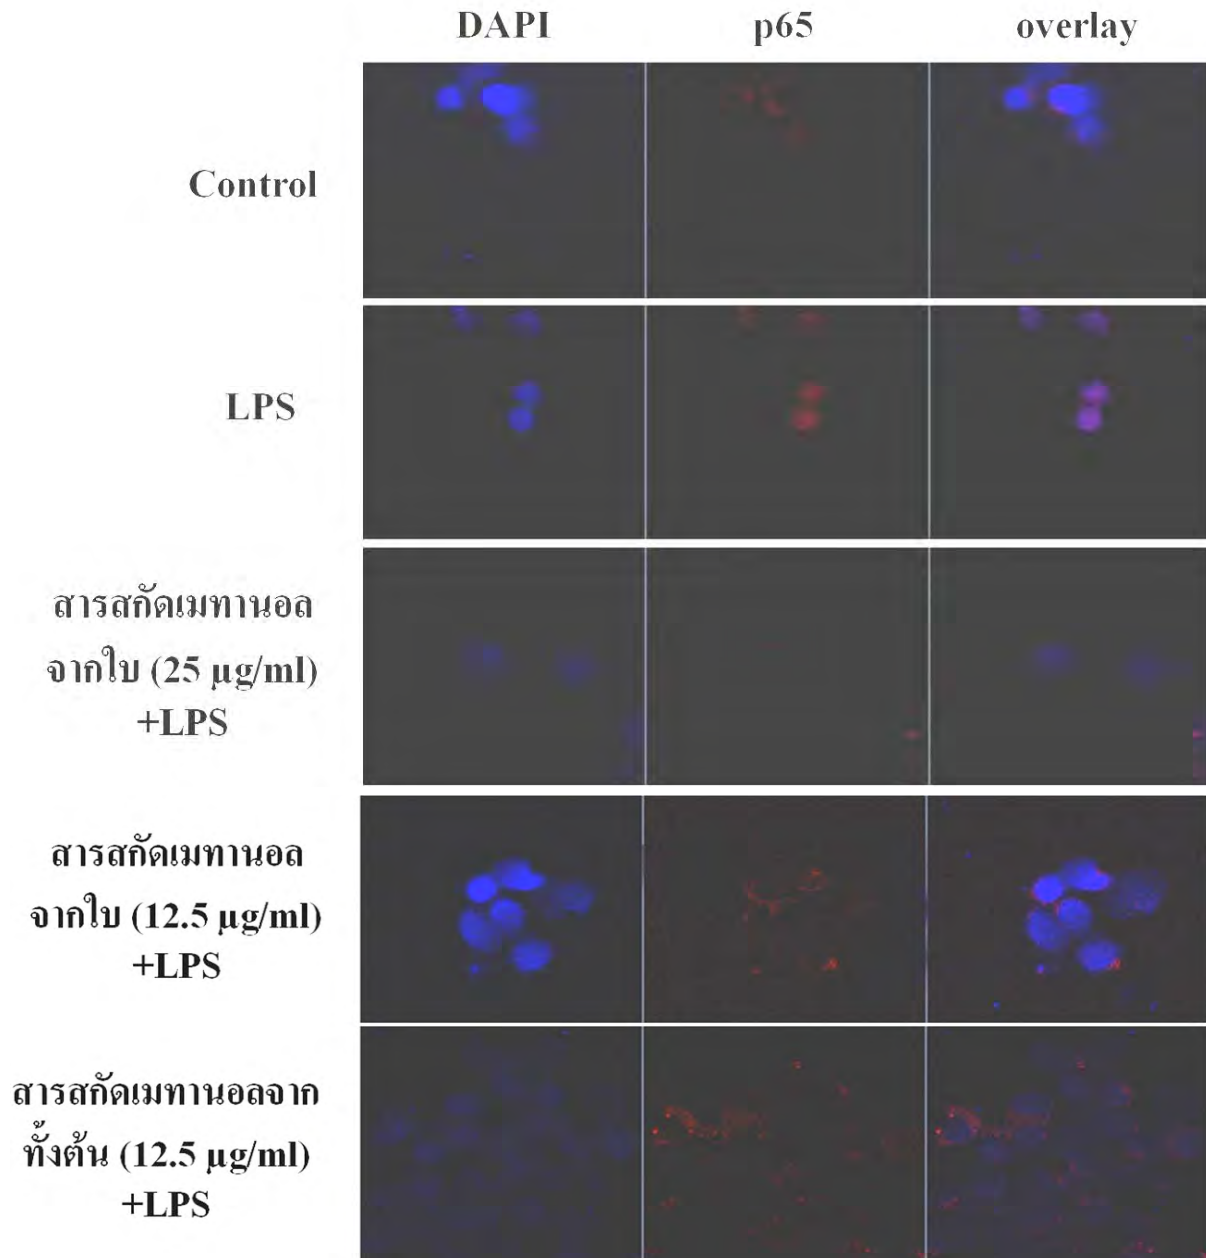 DAPI p65 overlay
Control
LPS
สารสกัดเมทานอล
จากใบ (25 µg/ml)
+LPS
สารสกัดเมทานอล
จากใบ (12.5 µg/ml)
+LPS
สารสกัดเมทานอลจาก
ทั้งต้น (12.5 µg/ml)
+LPS